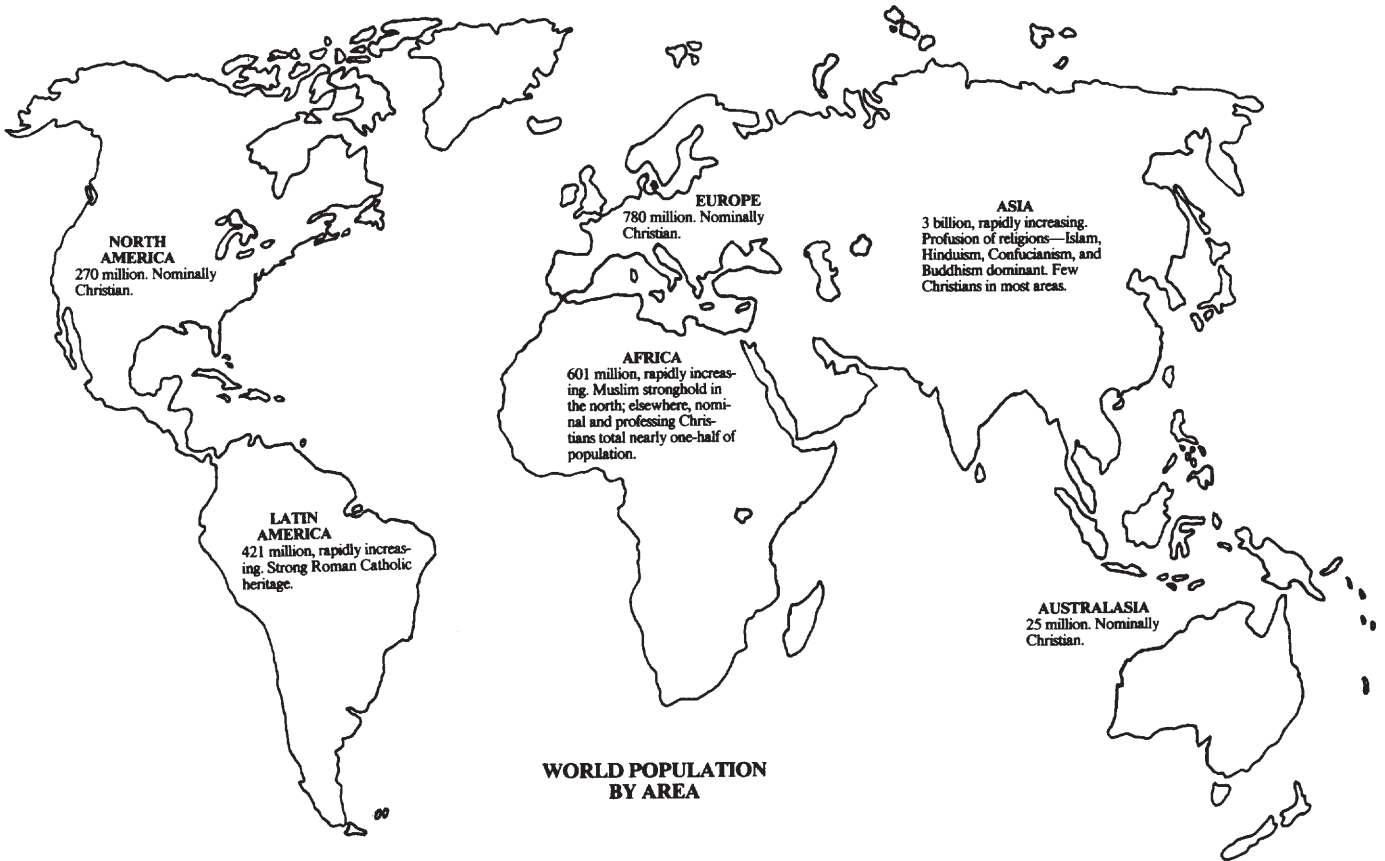 NORTH
AMERICA
270 million. Nominally
Christian.
LATIN
AMERICA
421 million, rapidly increas-
ing. Strong Roman Catholic
heritage.
EUROPE
780 million. Nominally
Christian.
AFRICA
601 million, rapidly increas-
ing. Muslim stronghold in
the north; elsewhere, nomi-
nal and professing Chris-
tians total nearly one-half of
population.
ASIA
3 billion, rapidly increasing.
Profusion of religions—Islam,
Hinduism, Confucianism, and
Buddhism dominant. Few
Christians in most areas.
AUSTRALASIA
25 million. Nominally
Christian.
WORLD POPULATION
BY AREA